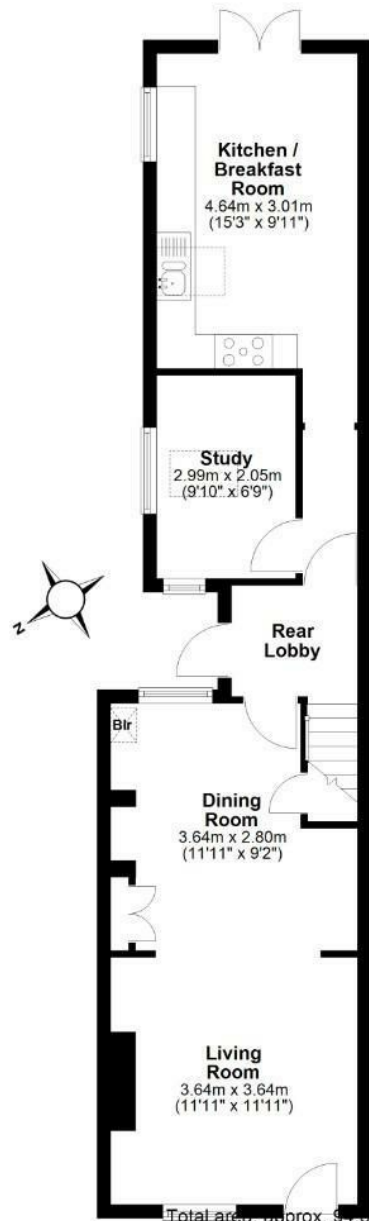 Kitchen /
Breakfast
Room
4.64m x 3.01m
(15'3" x 9'11")
Study
2.99m x 2.05m
(9'10" x 6'9")
N
Rear
Lobby
Blr
Dining
Room
3.64m x 2.80m
(11'11" x 9'2")
Living
Room
3.64m x 3.64m
(11'11" x 11'11")
Total area approx